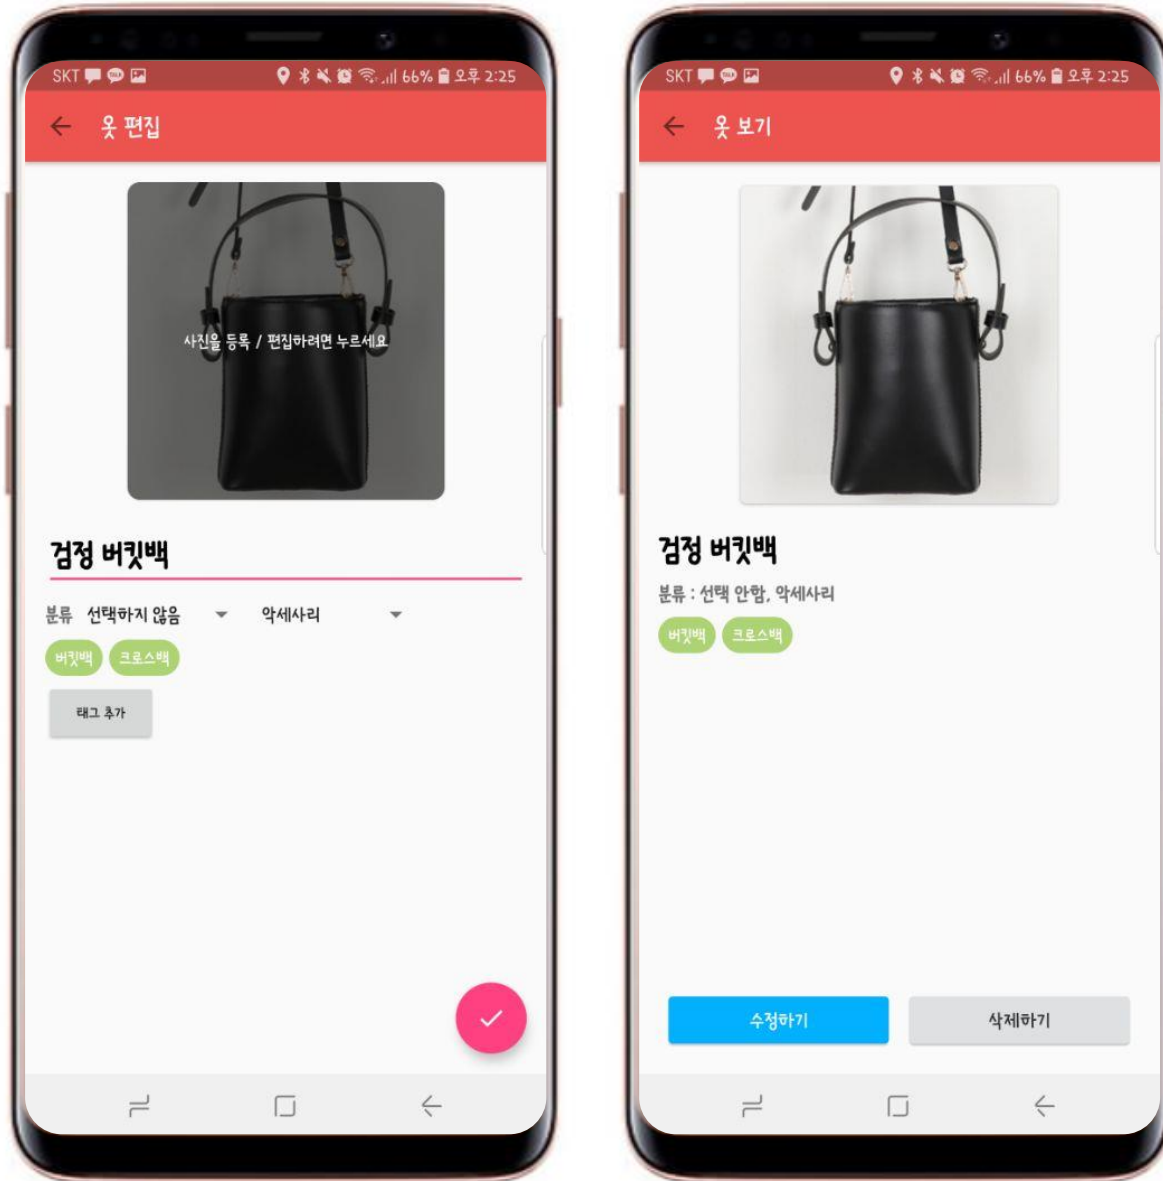 SKT 66% 오후 2:25
옷 편집
사진을 등록 / 편집하려면 누르세요
검정 버킷백
분류 선택하지 않음 악세사리
버킷백 크로스백
태그 추가
SKT 66% 오후 2:25
옷 보기
검정 버킷백
분류 : 선택 안함, 악세사리
버킷백 크로스백
수정하기 삭제하기